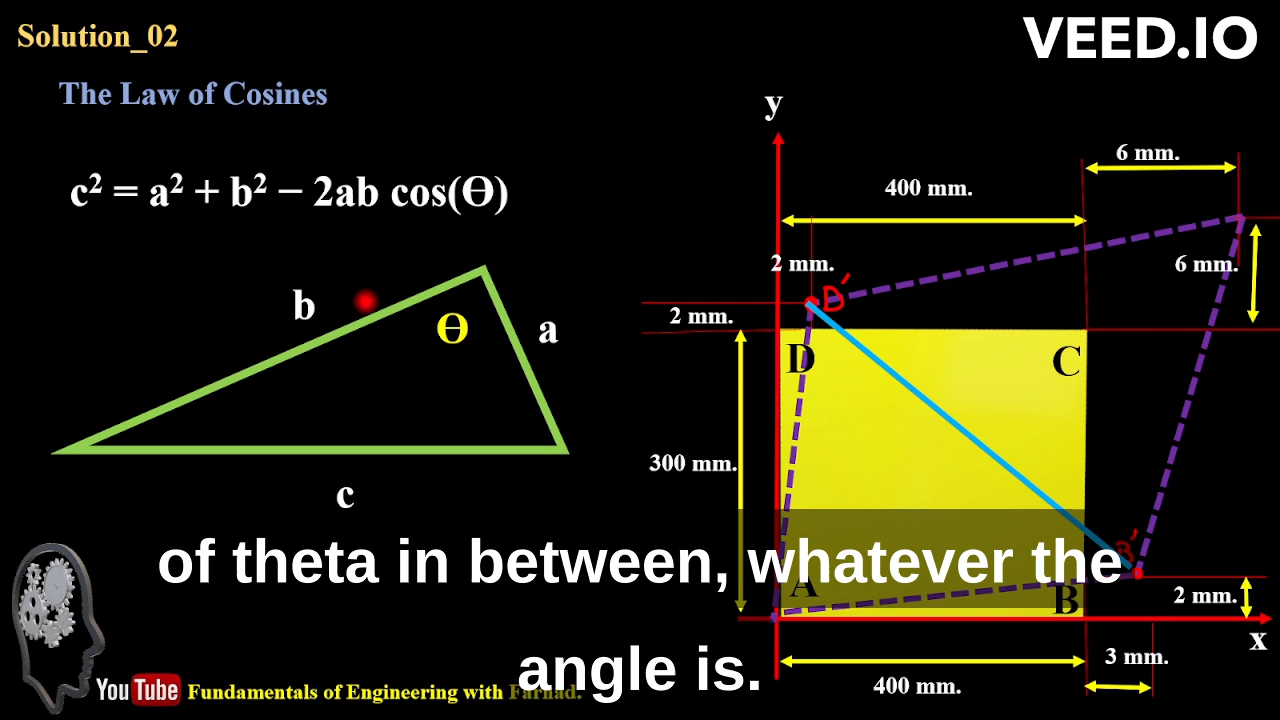 Solution_02
VEED.IO
The Law of Cosines
y
6 mm.
c² = a² + b² − 2ab cos(Ɵ)
400 mm.
2 mm.
6 mm.
D′
b
Ɵ
a
2 mm.
D
C
300 mm.
c
B′
of theta in between, whatever the
A
B
2 mm.
x
3 mm.
angle is.
400 mm.
YouTube Fundamentals of Engineering with Farhad.